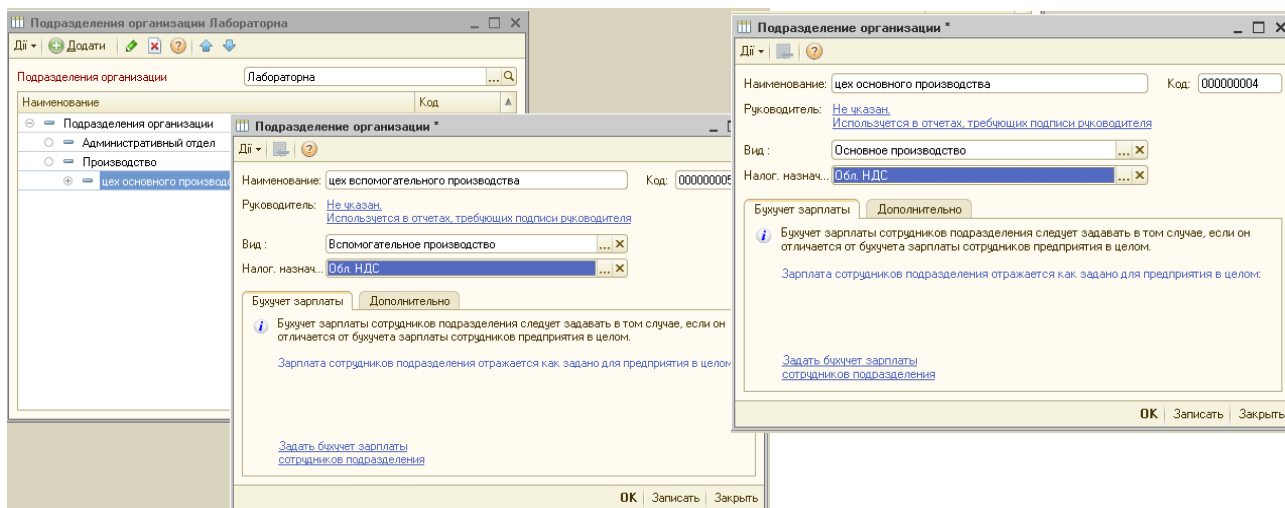 Подразделения организации Лабораторна
Дії
Додати
Подразделения организации
Лабораторна
...
Наименование
Код
Подразделения организации
Административный отдел
Производство
цех основного производс
Подразделение организации *
Дії
Наименование: цех вспомогательного производства
Код: 000000005
Руководитель: Не указан.
Используется в отчетах, требующих подписи руководителя
Вид :
Вспомогательное производство
...
Налог. назнач...
Обл. НДС
...
Бухучет зарплаты
Дополнительно
Бухучет зарплаты сотрудников подразделения следует задавать в том случае, если он
отличается от бухучета зарплаты сотрудников предприятия в целом.
Зарплата сотрудников подразделения отражается как задано для предприятия в целом
Задать бухучет зарплаты
сотрудников подразделения
OK Записать Закрыть
Подразделение организации *
Дії
Наименование: цех основного производства
Код: 000000004
Руководитель: Не указан.
Используется в отчетах, требующих подписи руководителя
Вид :
Основное производство
...
Налог. назнач...
Обл. НДС
...
Бухучет зарплаты
Дополнительно
Бухучет зарплаты сотрудников подразделения следует задавать в том случае, если он
отличается от бухучета зарплаты сотрудников предприятия в целом.
Зарплата сотрудников подразделения отражается как задано для предприятия в целом:
Задать бухучет зарплаты
сотрудников подразделения
OK Записать Закрыть